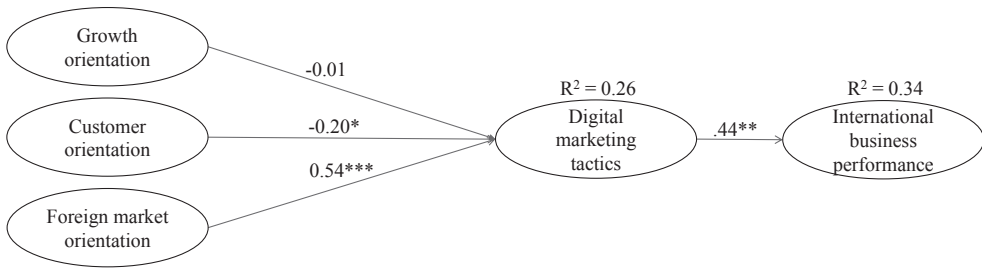 Growth
orientation
-0.01
Customer
orientation
-0.20*
Foreign market
orientation
0.54***
R² = 0.26
Digital
marketing
tactics
.44**
R² = 0.34
International
business
performance